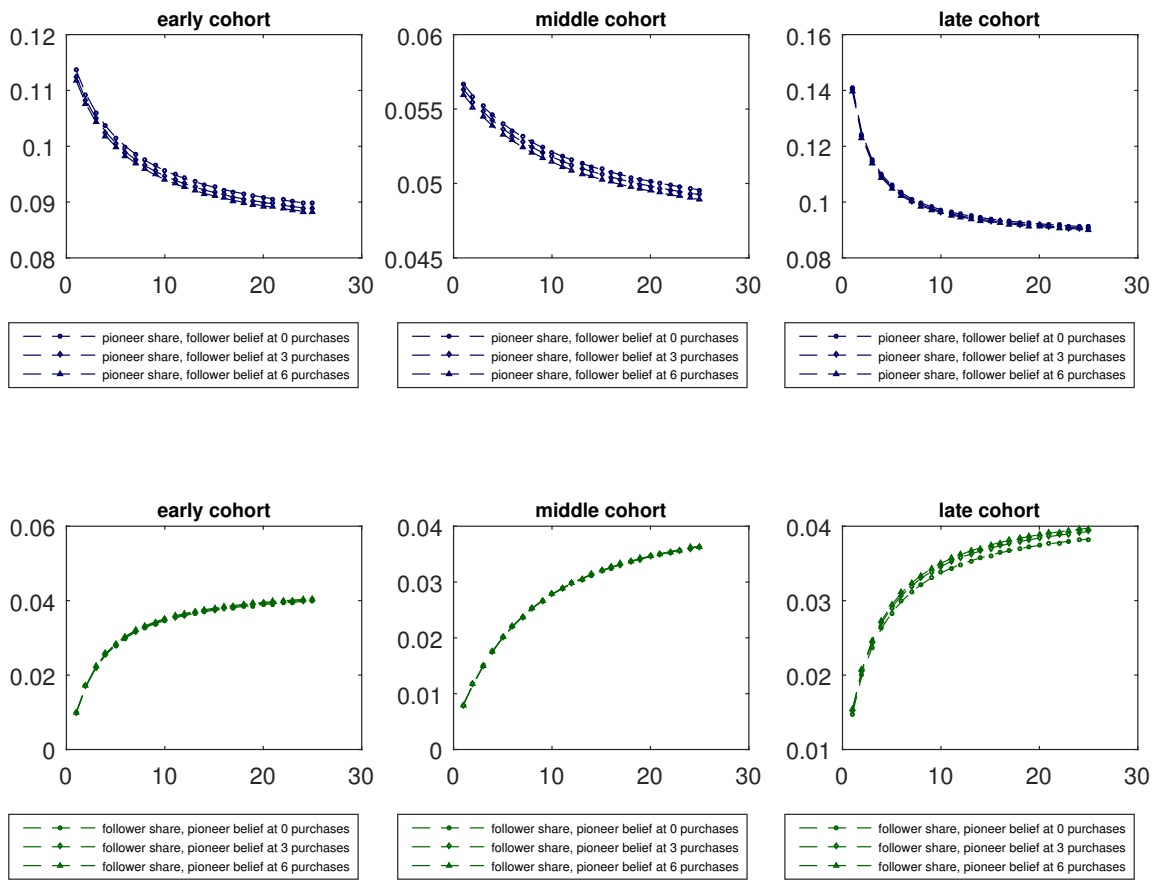 early cohort
0.12
0.11
0.1
0.09
0.08
0
10
20
30
pioneer share, follower belief at 0 purchases
pioneer share, follower belief at 3 purchases
pioneer share, follower belief at 6 purchases
middle cohort
0.06
0.055
0.05
0.045
0
10
20
30
pioneer share, follower belief at 0 purchases
pioneer share, follower belief at 3 purchases
pioneer share, follower belief at 6 purchases
late cohort
0.16
0.14
0.12
0.1
0.08
0
10
20
30
pioneer share, follower belief at 0 purchases
pioneer share, follower belief at 3 purchases
pioneer share, follower belief at 6 purchases
early cohort
0.06
0.04
0.02
0
0
10
20
30
follower share, pioneer belief at 0 purchases
follower share, pioneer belief at 3 purchases
follower share, pioneer belief at 6 purchases
middle cohort
0.04
0.03
0.02
0.01
0
0
10
20
30
follower share, pioneer belief at 0 purchases
follower share, pioneer belief at 3 purchases
follower share, pioneer belief at 6 purchases
late cohort
0.04
0.03
0.02
0.01
0
10
20
30
follower share, pioneer belief at 0 purchases
follower share, pioneer belief at 3 purchases
follower share, pioneer belief at 6 purchases